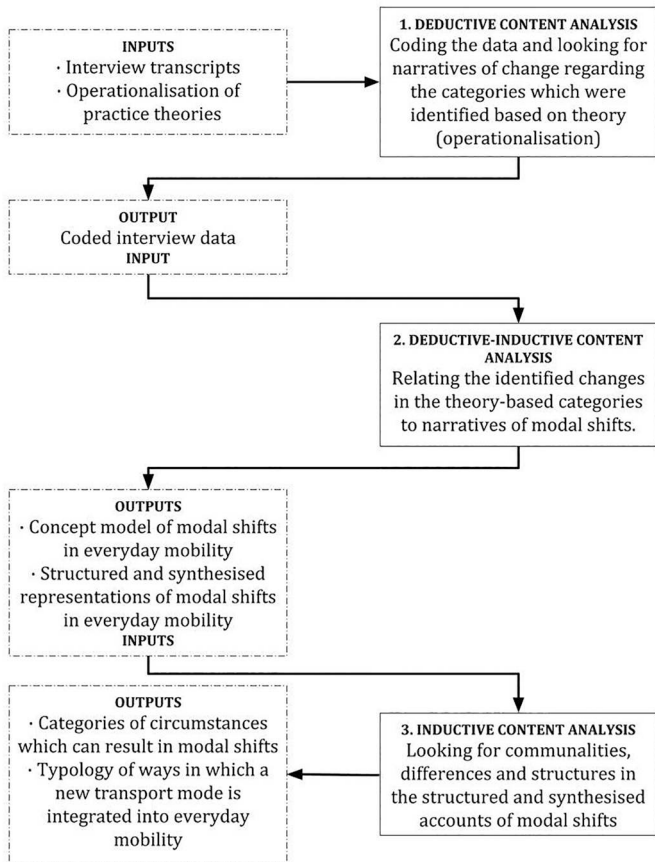 INPUTS
· Interview transcripts
· Operationalisation of
practice theories
1. DEDUCTIVE CONTENT ANALYSIS
Coding the data and looking for
narratives of change regarding
the categories which were
identified based on theory
(operationalisation)
OUTPUT
Coded interview data
INPUT
2. DEDUCTIVE-INDUCTIVE CONTENT
ANALYSIS
Relating the identified changes
in the theory-based categories
to narratives of modal shifts.
OUTPUTS
· Concept model of modal shifts
in everyday mobility
· Structured and synthesised
representations of modal shifts
in everyday mobility
INPUTS
3. INDUCTIVE CONTENT ANALYSIS
Looking for communalities,
differences and structures in
the structured and synthesised
accounts of modal shifts
OUTPUTS
· Categories of circumstances
which can result in modal shifts
· Typology of ways in which a
new transport mode is
integrated into everyday
mobility